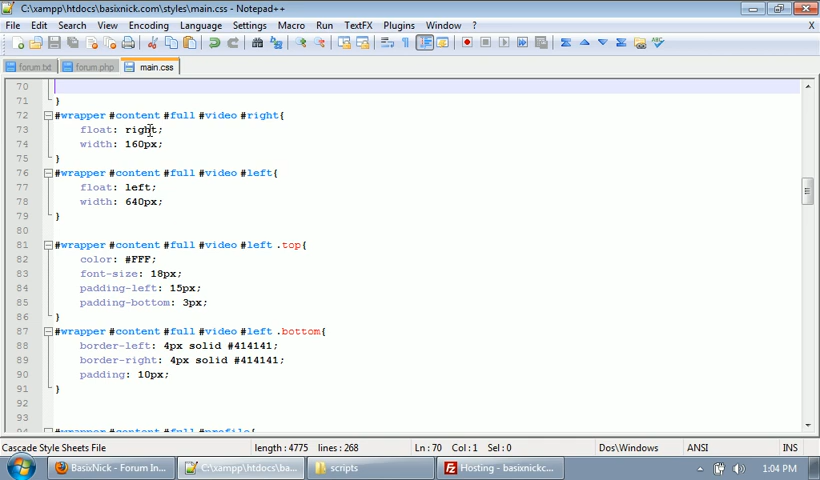 C:\xampp\htdocs\basixnick.com\styles\main.css - Notepad++
File Edit Search View Encoding Language Settings Macro Run TextFX Plugins Window ? X
forum.txt forum.php main.css
70
71 }
72 #wrapper #content #full #video #right{
73 float: right;
74 width: 160px;
75 }
76 #wrapper #content #full #video #left{
77 float: left;
78 width: 640px;
79 }
80
81 #wrapper #content #full #video #left .top{
82 color: #FFF;
83 font-size: 18px;
84 padding-left: 15px;
85 padding-bottom: 3px;
86 }
87 #wrapper #content #full #video #left .bottom{
88 border-left: 4px solid #414141;
89 border-right: 4px solid #414141;
90 padding: 10px;
91 }
92
93
94 #wrapper #content #full #profile{
Cascade Style Sheets File length : 4775 lines : 268 Ln : 70 Col : 1 Sel : 0 Dos\Windows ANSI INS
BasixNick - Forum In... C:\xampp\htdocs\ba... scripts Hosting - basixnickc... 1:04 PM